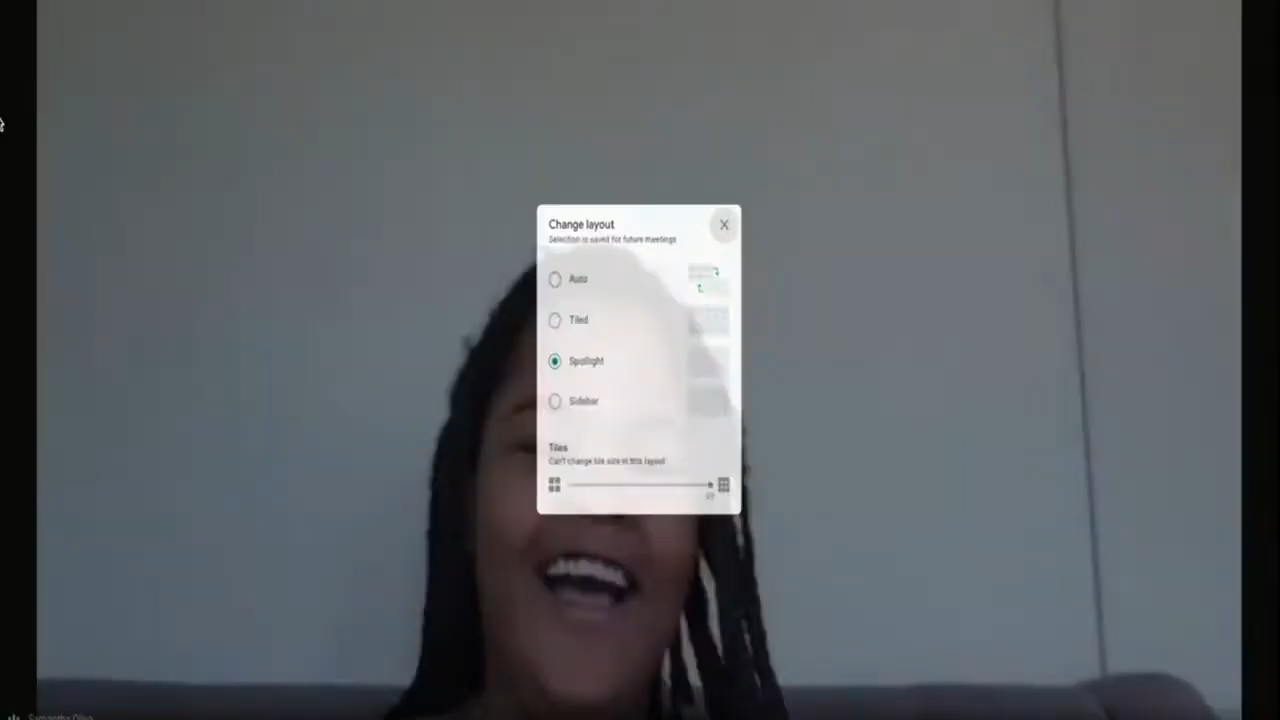 Change layout
Selection is saved for future meetings
Auto
Tiled
Spotlight
Sidebar
Tiles
Can't change tile size in this layout
Samantha